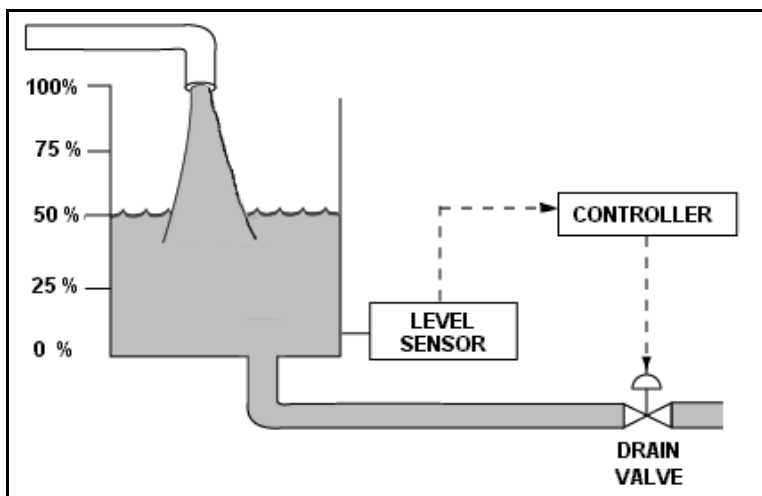 100%
75 %
50 %
25 %
0 %
CONTROLLER
LEVEL
SENSOR
DRAIN
VALVE